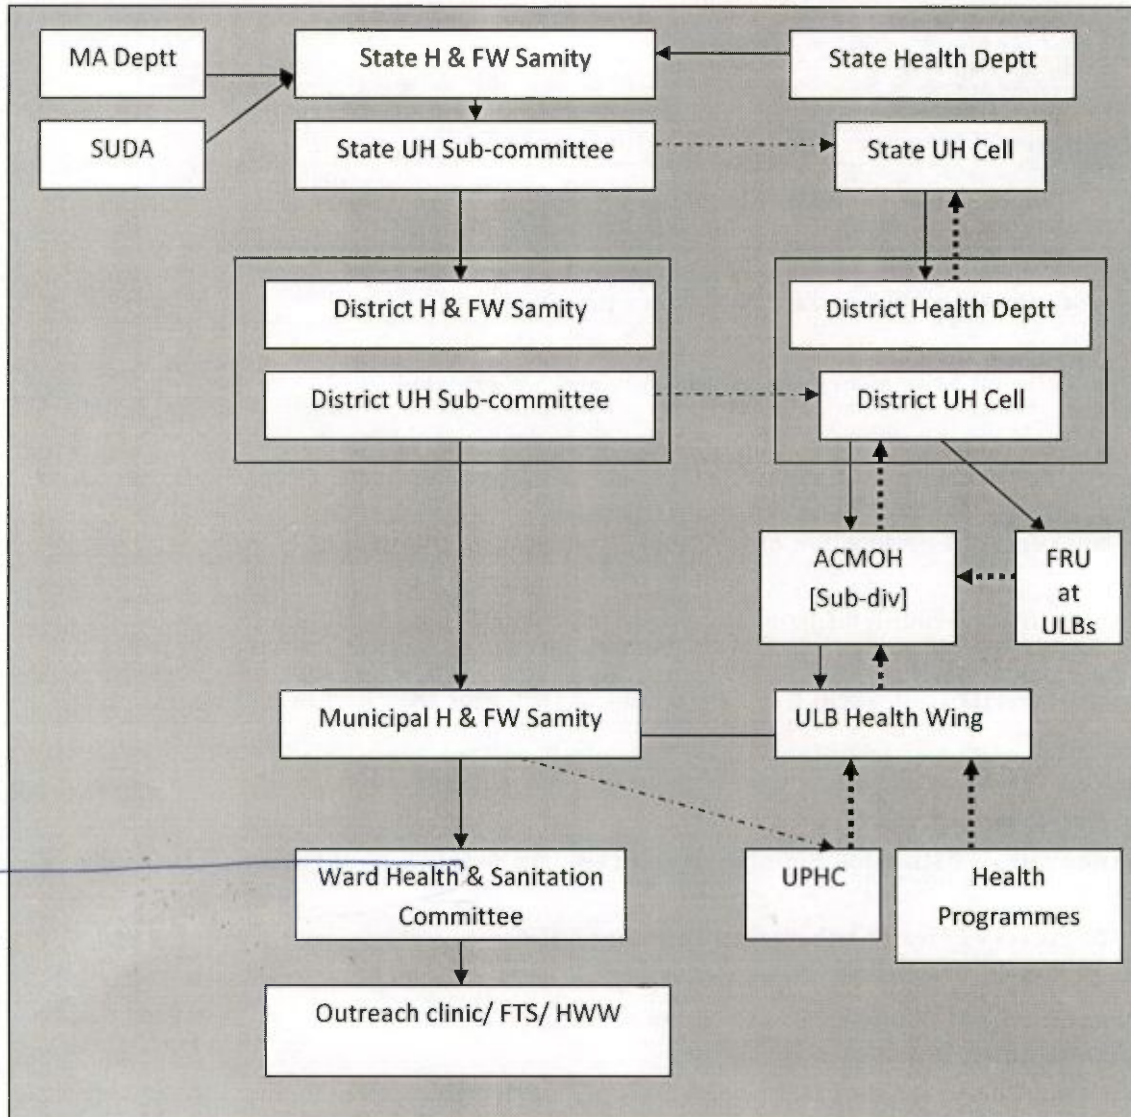 MA Deptt
State H & FW Samity
State Health Deptt
SUDA
State UH Sub-committee
State UH Cell
District H & FW Samity
District Health Deptt
District UH Sub-committee
District UH Cell
ACMOH
[Sub-div]
FRU
at
ULBs
Municipal H & FW Samity
ULB Health Wing
Ward Health & Sanitation
Committee
UPHC
Health
Programmes
Outreach clinic/ FTS/ HWW